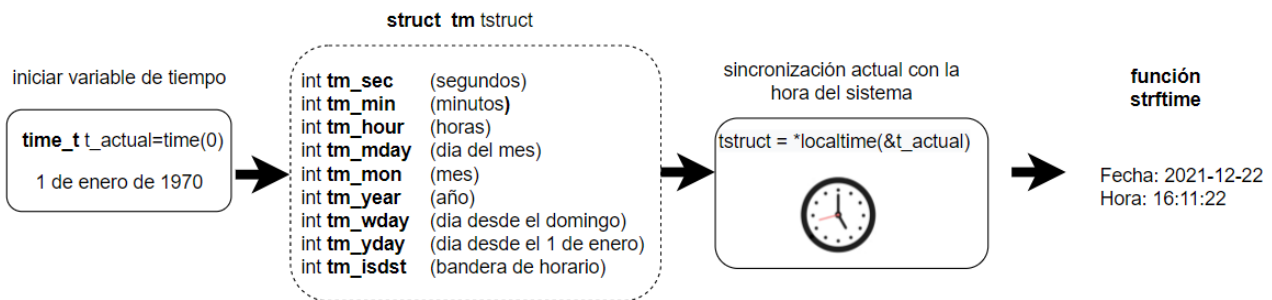 struct tm tstruct
iniciar variable de tiempo
time_t t_actual=time(0)
1 de enero de 1970
int tm_sec (segundos)
int tm_min (minutos)
int tm_hour (horas)
int tm_mday (dia del mes)
int tm_mon (mes)
int tm_year (año)
int tm_wday (dia desde el domingo)
int tm_yday (dia desde el 1 de enero)
int tm_isdst (bandera de horario)
sincronización actual con la
hora del sistema
tstruct = *localtime(&t_actual)
función
strftime
Fecha: 2021-12-22
Hora: 16:11:22